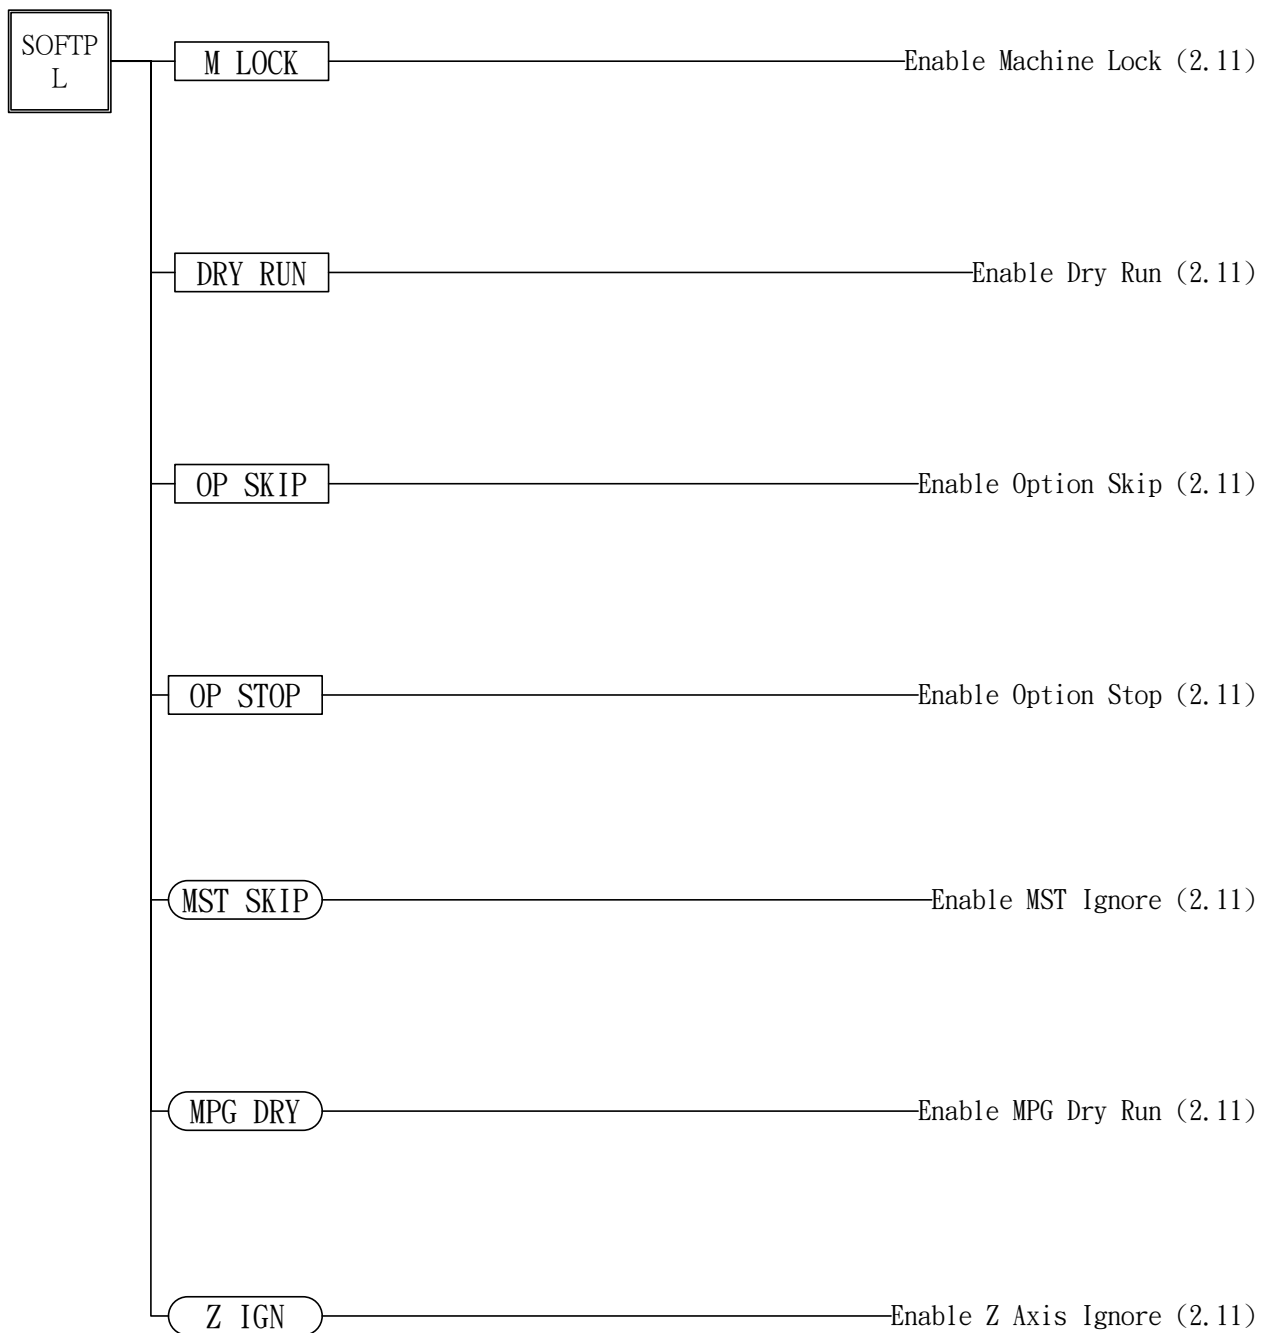 SOFTP
L
M LOCK
Enable Machine Lock (2.11)
DRY RUN
Enable Dry Run (2.11)
OP SKIP
Enable Option Skip (2.11)
OP STOP
Enable Option Stop (2.11)
MST SKIP
Enable MST Ignore (2.11)
MPG DRY
Enable MPG Dry Run (2.11)
Z IGN
Enable Z Axis Ignore (2.11)